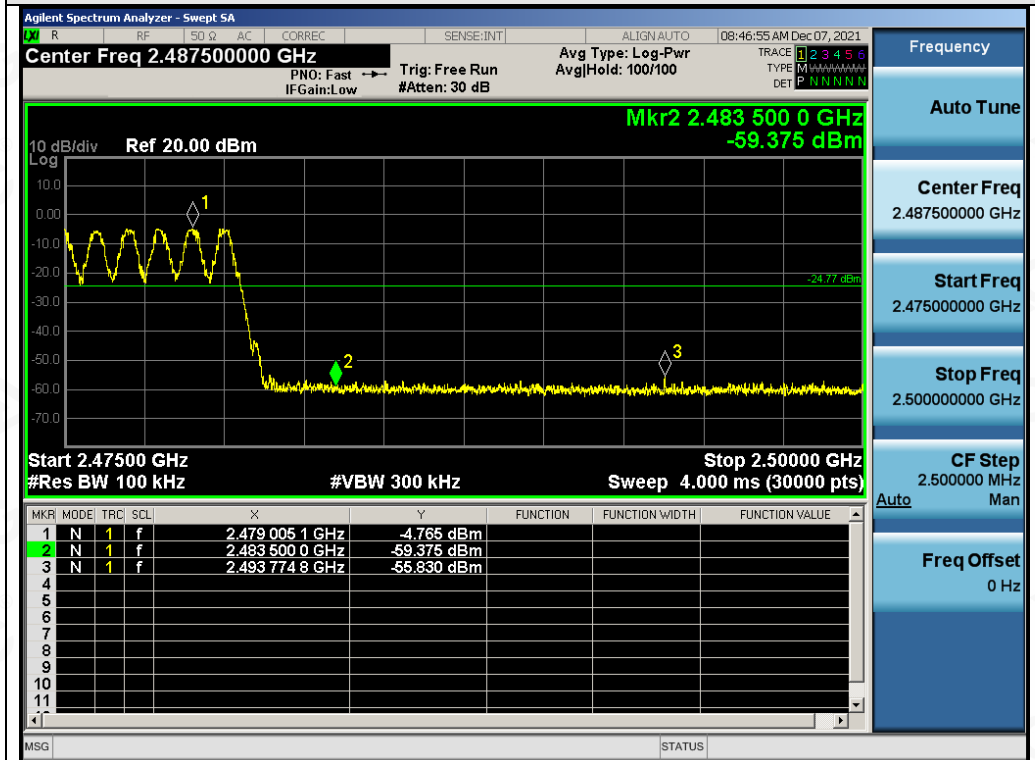 Agilent Spectrum Analyzer - Swept SA
LXI R RF 50 Ω AC CORREC SENSE:INT ALIGN AUTO 08:46:55 AM Dec 07, 2021
Center Freq 2.487500000 GHz
PNO: Fast
IFGain:Low
Trig: Free Run
#Atten: 30 dB
Avg Type: Log-Pwr
Avg|Hold: 100/100
TRACE 1 2 3 4 5 6
TYPE M WWWWW
DET P N N N N N
Mkr2 2.483 500 0 GHz
-59.375 dBm
10 dB/div Ref 20.00 dBm
Log
10.0
0.00
-10.0
-20.0
-30.0
-40.0
-50.0
-60.0
-70.0
1
2
3
-24.77 dBm
Start 2.47500 GHz Stop 2.50000 GHz
#Res BW 100 kHz #VBW 300 kHz Sweep 4.000 ms (30000 pts)
MKR MODE TRC SCL X Y FUNCTION FUNCTION WIDTH FUNCTION VALUE
1 N 1 f 2.479 005 1 GHz -4.765 dBm
2 N 1 f 2.483 500 0 GHz -59.375 dBm
3 N 1 f 2.493 774 8 GHz -55.830 dBm
4
5
6
7
8
9
10
11
MSG STATUS
Frequency
Auto Tune
Center Freq
2.487500000 GHz
Start Freq
2.475000000 GHz
Stop Freq
2.500000000 GHz
CF Step
2.500000 MHz
Auto Man
Freq Offset
0 Hz